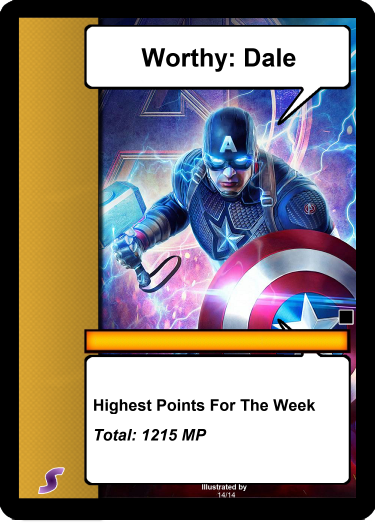 Worthy: Dale
A
Highest Points For The Week
Total: 1215 MP
S
Illustrated by
14/14